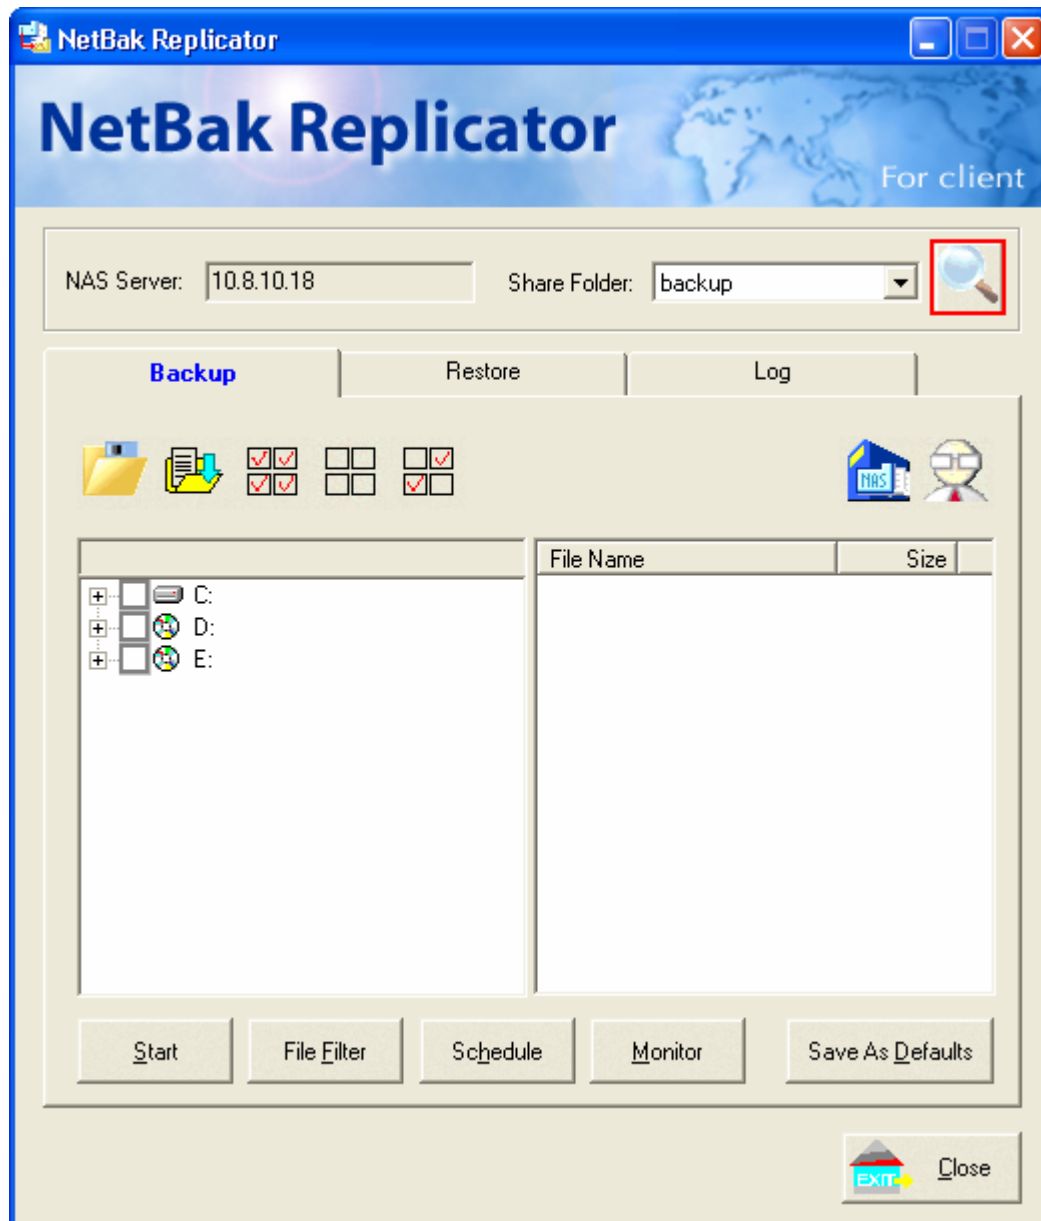 NetBak Replicator
NetBak Replicator
For client
NAS Server: 10.8.10.18 Share Folder: backup
Backup Restore Log
NAS
File Name Size
C:
D:
E:
Start File Filter Schedule Monitor Save As Defaults
EXIT Close